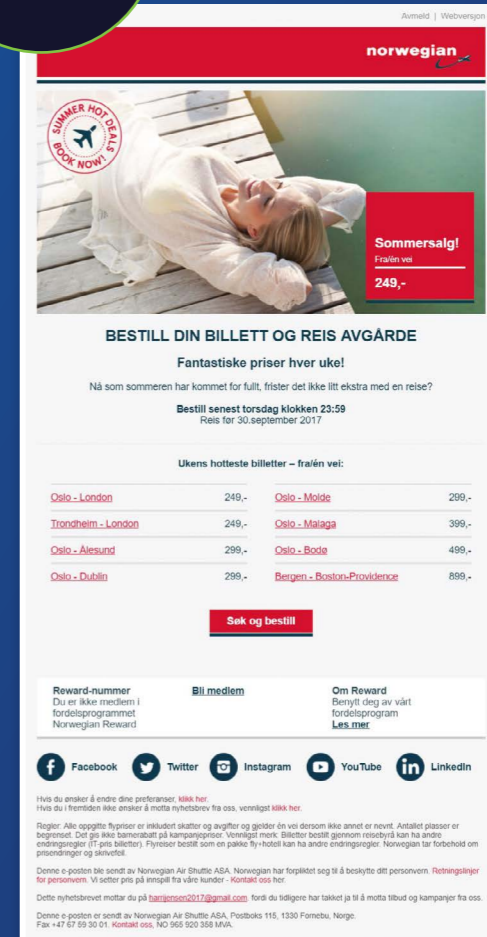 Avmeld | Webversjon
norwegian
SUMMER HOT DEALS
BOOK NOW!
Sommersalg!
Fra/én vei
249,-
BESTILL DIN BILLETT OG REIS AVGÅRDE
Fantastiske priser hver uke!
Nå som sommeren har kommet for fullt, frister det ikke litt ekstra med en reise?
Bestill senest torsdag klokken 23:59
Reis før 30.september 2017
Ukens hotteste billetter – fra/én vei:
Oslo - London 249,- Oslo - Molde 299,-
Trondheim - London 249,- Oslo - Malaga 399,-
Oslo - Ålesund 299,- Oslo - Bodø 499,-
Oslo - Dublin 299,- Bergen - Boston-Providence 899,-
Søk og bestill
Reward-nummer Bli medlem Om Reward
Du er ikke medlem i Benytt deg av vårt
fordelsprogrammet fordelsprogram
Norwegian Reward Les mer
Facebook Twitter Instagram YouTube LinkedIn
Hvis du ønsker å endre dine preferanser, klikk her.
Hvis du i fremtiden ikke ønsker å motta nyhetsbrev fra oss, vennligst klikk her.
Regler: Alle oppgitte flypriser er inkludert skatter og avgifter og gjelder én vei dersom ikke annet er nevnt. Antallet plasser er
begrenset. Det gis ikke barnerabatt på kampanjepriser. Vennligst merk: Billetter bestilt gjennom reisebyrå kan ha andre
endringsregler (IT-pris billetter). Flyreiser bestilt som en pakke fly+hotell kan ha andre endringsregler. Norwegian tar forbehold om
prisendringer og skrivefeil.
Denne e-posten ble sendt av Norwegian Air Shuttle ASA. Norwegian har forpliktet seg til å beskytte ditt personvern. Retningslinjer
for personvern. Vi setter pris på innspill fra våre kunder - Kontakt oss her.
Dette nyhetsbrevet mottar du på harrijensen2017@gmail.com. fordi du tidligere har takket ja til å motta tilbud og kampanjer fra oss.
Denne e-posten er sendt av Norwegian Air Shuttle ASA, Postboks 115, 1330 Fornebu, Norge.
Fax +47 67 59 30 01. Kontakt oss, NO 965 920 358 MVA.